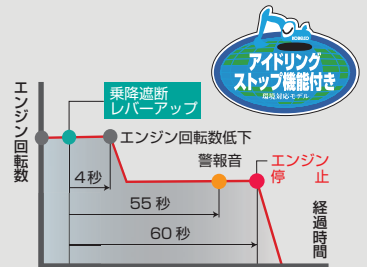 KOBELCO
アイドリング
ストップ機能付き
環境対応モデル
乗降遮断
レバーアップ
エンジン回転数
エンジン回転数低下
警報音
エンジン
停止
4秒
55秒
60秒
経過時間